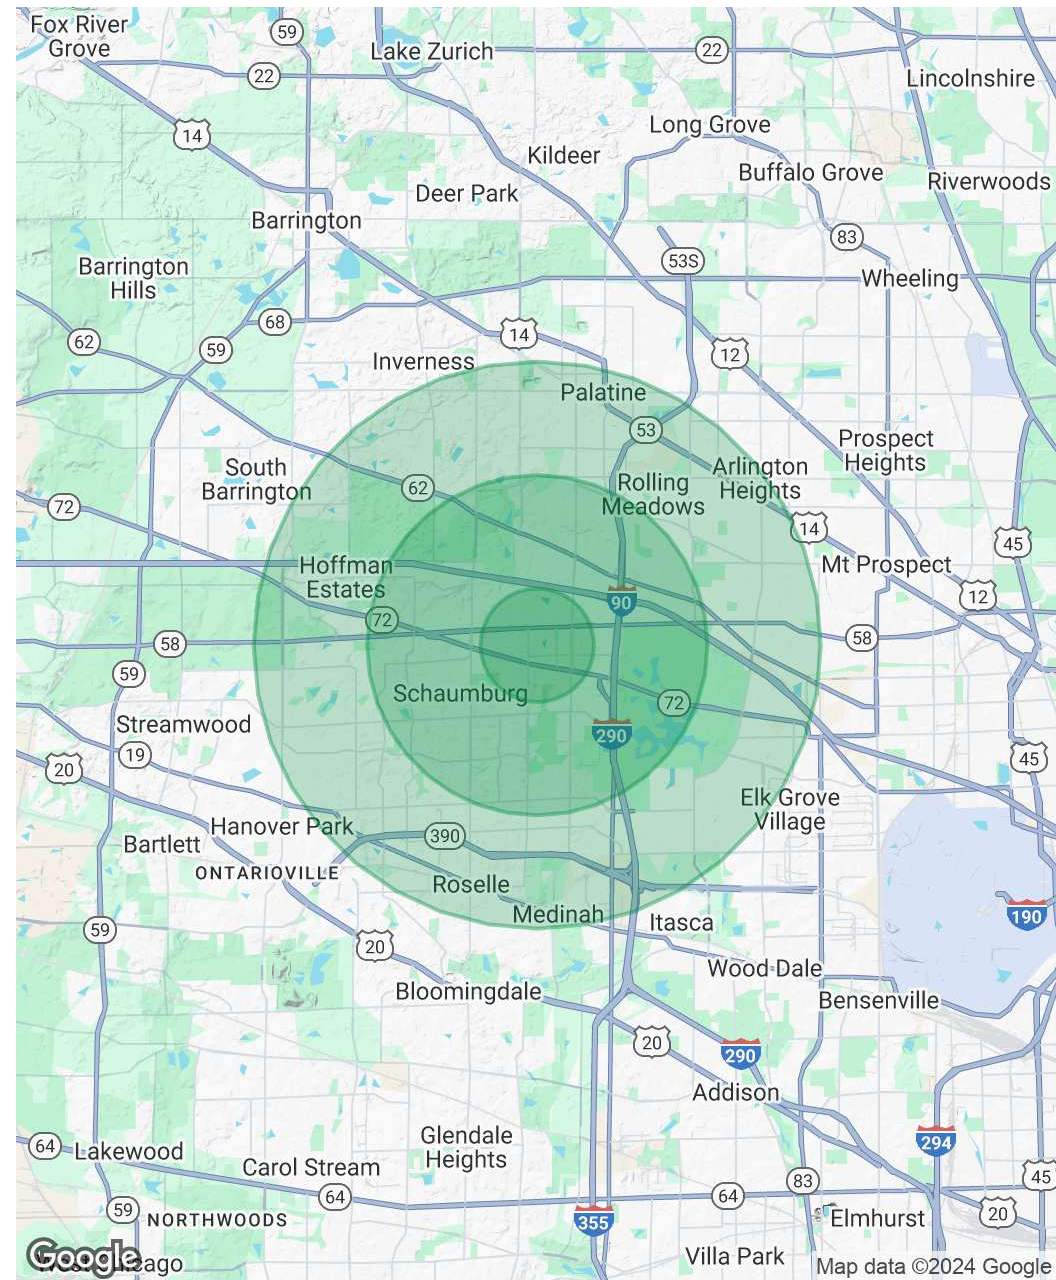 Fox River
Grove
59
Lake Zurich
22
22
Lincolnshire
14
Long Grove
Kildeer
Buffalo Grove
Riverwoods
Deer Park
Barrington
83
53S
Barrington
Hills
Wheeling
68
62
59
14
12
Inverness
Palatine
53
Prospect
Heights
South
Barrington
Arlington
Heights
62
Rolling
Meadows
72
14
45
Hoffman
Estates
Mt Prospect
12
90
72
58
58
59
Schaumburg
72
Streamwood
290
19
20
45
Elk Grove
Village
Hanover Park
390
Bartlett
ONTARIOVILLE
Roselle
Medinah
190
Itasca
59
20
Wood Dale
Bloomingdale
Bensenville
20
290
Addison
Glendale
Heights
64
Lakewood
294
Carol Stream
45
64
64
83
59
NORTHWOODS
355
Elmhurst
20
Villa Park
Google
West Chicago
Map data ©2024 Google